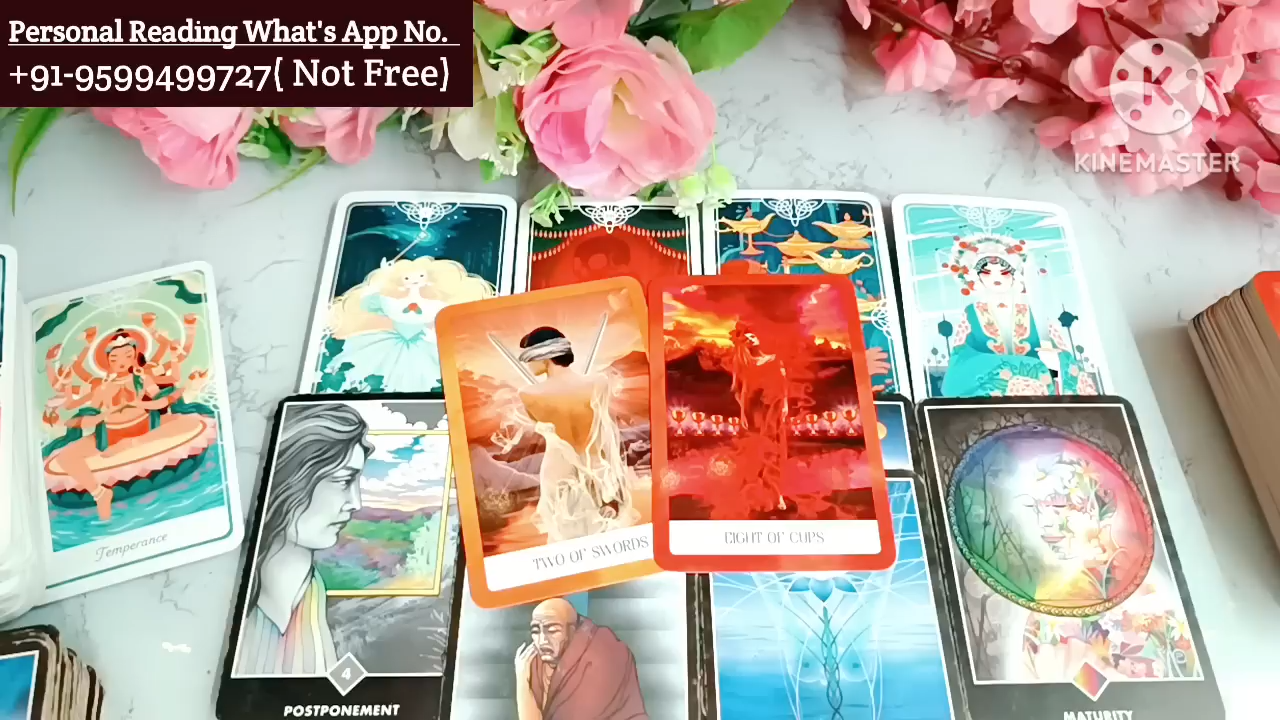 Personal Reading What's App No.
+91-9599499727( Not Free)
KINEMASTER
Temperance
TWO OF SWORDS
EIGHT OF CUPS
4
POSTPONEMENT
MATURITY